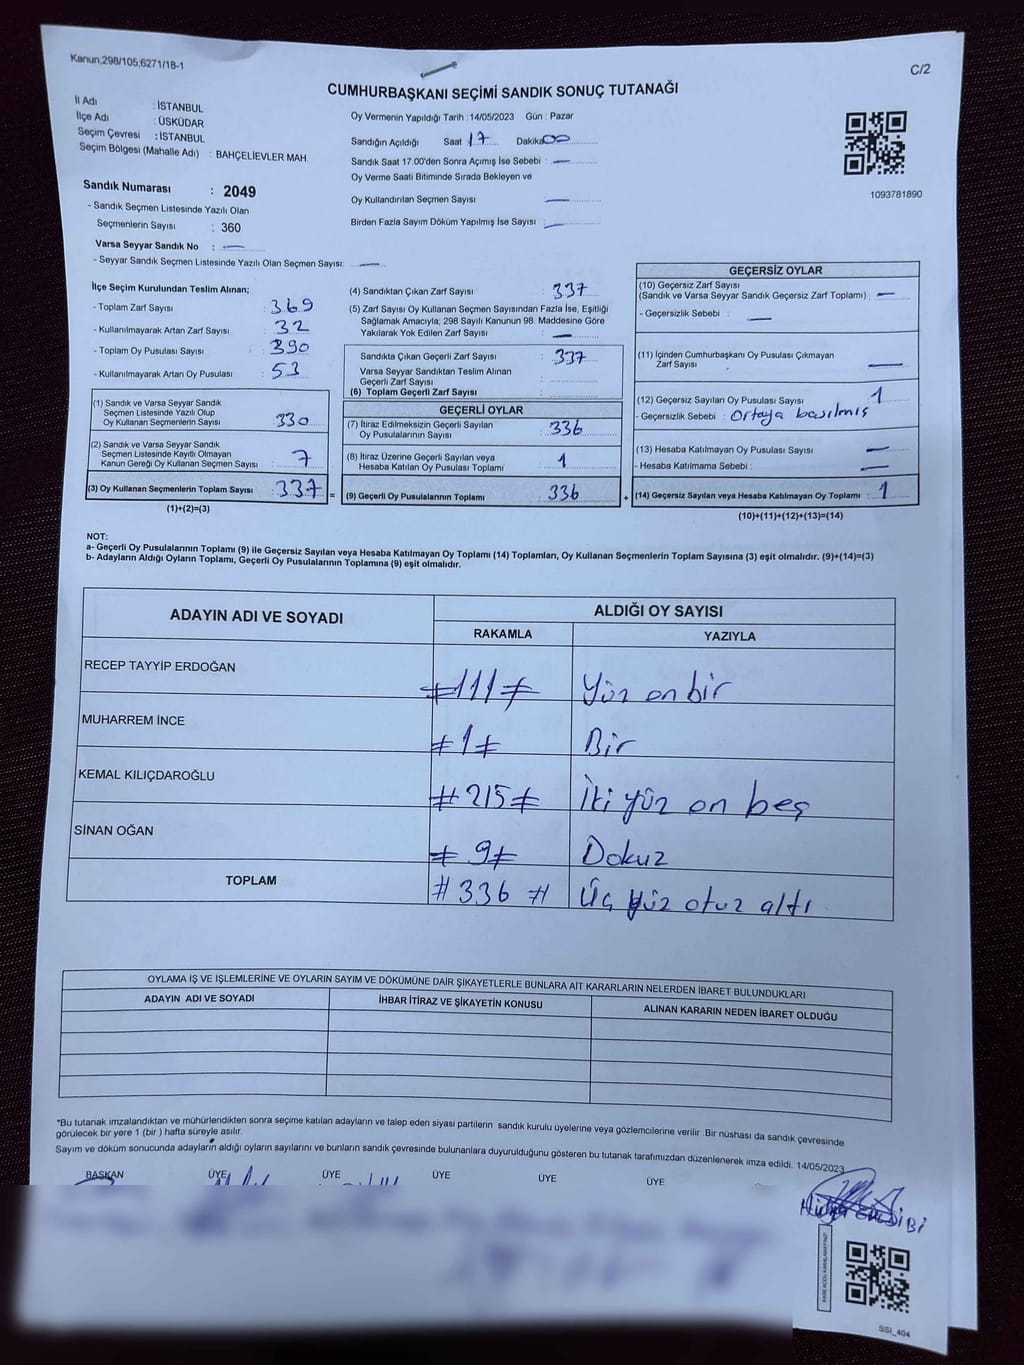 Kanun,298/105,6271/18-1
C/2
CUMHURBAŞKANI SEÇİMİ SANDIK SONUÇ TUTANAĞI
İl Adı : İSTANBUL
İlçe Adı : ÜSKÜDAR
Seçim Çevresi : İSTANBUL
Seçim Bölgesi (Mahalle Adı) : BAHÇELİEVLER MAH.
Sandık Numarası : 2049
- Sandık Seçmen Listesinde Yazılı Olan
Seçmenlerin Sayısı : 360
Varsa Seyyar Sandık No : —
- Seyyar Sandık Seçmen Listesinde Yazılı Olan Seçmen Sayısı: —
Oy Vermenin Yapıldığı Tarih : 14/05/2023 Gün : Pazar
Sandığın Açıldığı Saat : 17 Dakika 00
Sandık Saat 17.00'den Sonra Açımış İse Sebebi : —
Oy Verme Saati Bitiminde Sırada Bekleyen ve
Oy Kullandırılan Seçmen Sayısı —
Birden Fazla Sayım Döküm Yapılmış İse Sayısı : —
1093781890
İlçe Seçim Kurulundan Teslim Alınan;
- Toplam Zarf Sayısı : 369
- Kullanılmayarak Artan Zarf Sayısı : 32
- Toplam Oy Pusulası Sayısı : 390
- Kullanılmayarak Artan Oy Pusulası : 53
(1) Sandık ve Varsa Seyyar Sandık
Seçmen Listesinde Yazılı Olup
Oy Kullanan Seçmenlerin Sayısı : 330
(2) Sandık ve Varsa Seyyar Sandık
Seçmen Listesinde Kayıtlı Olmayan
Kanun Gereği Oy Kullanan Seçmen Sayısı : 7
(3) Oy Kullanan Seçmenlerin Toplam Sayısı : 337 =
(1)+(2)=(3)
(4) Sandıktan Çıkan Zarf Sayısı : 337
(5) Zarf Sayısı Oy Kullanan Seçmen Sayısından Fazla İse, Eşitliği
Sağlamak Amacıyla; 298 Sayılı Kanunun 98. Maddesine Göre
Yakılarak Yok Edilen Zarf Sayısı : —
Sandıkta Çıkan Geçerli Zarf Sayısı : 337
Varsa Seyyar Sandıktan Teslim Alınan
Geçerli Zarf Sayısı :
(6) Toplam Geçerli Zarf Sayısı :
GEÇERLİ OYLAR
(7) İtiraz Edilmeksizin Geçerli Sayılan
Oy Pusulalarının Sayısı : 336
(8) İtiraz Üzerine Geçerli Sayılan veya
Hesaba Katılan Oy Pusulası Toplamı : 1
(9) Geçerli Oy Pusulalarının Toplamı : 336 +
GEÇERSİZ OYLAR
(10) Geçersiz Zarf Sayısı
(Sandık ve Varsa Seyyar Sandık Geçersiz Zarf Toplamı) : —
- Geçersizlik Sebebi : —
(11) İçinden Cumhurbaşkanı Oy Pusulası Çıkmayan
Zarf Sayısı —
(12) Geçersiz Sayılan Oy Pusulası Sayısı : 1
- Geçersizlik Sebebi : Ortaya basılmış
(13) Hesaba Katılmayan Oy Pusulası Sayısı : —
- Hesaba Katılmama Sebebi : —
(14) Geçersiz Sayılan veya Hesaba Katılmayan Oy Toplamı : 1
(10)+(11)+(12)+(13)=(14)
NOT:
a- Geçerli Oy Pusulalarının Toplamı (9) ile Geçersiz Sayılan veya Hesaba Katılmayan Oy Toplamı (14) Toplamları, Oy Kullanan Seçmenlerin Toplam Sayısına (3) eşit olmalıdır. (9)+(14)=(3)
b- Adayların Aldığı Oyların Toplamı, Geçerli Oy Pusulalarının Toplamına (9) eşit olmalıdır.
ADAYIN ADI VE SOYADI ALDIĞI OY SAYISI
RAKAMLA YAZIYLA
RECEP TAYYİP ERDOĞAN #111# Yüz on bir
MUHARREM İNCE #1# Bir
KEMAL KILIÇDAROĞLU #215# İki yüz on beş
SİNAN OĞAN #9# Dokuz
TOPLAM #336# Üç yüz otuz altı
OYLAMA İŞ VE İŞLEMLERİNE VE OYLARIN SAYIM VE DÖKÜMÜNE DAİR ŞİKAYETLERLE BUNLARA AİT KARARLARIN NELERDEN İBARET BULUNDUKLARI
ADAYIN ADI VE SOYADI İHBAR İTİRAZ VE ŞİKAYETİN KONUSU ALINAN KARARIN NEDEN İBARET OLDUĞU
*Bu tutanak imzalandıktan ve mühürlendikten sonra seçime katılan adayların ve talep eden siyasi partilerin sandık kurulu üyelerine veya gözlemcilerine verilir. Bir nüshası da sandık çevresinde
görülecek bir yere 1 (bir ) hafta süreyle asılır.
Sayım ve döküm sonucunda adayların aldığı oyların sayılarını ve bunların sandık çevresinde bulunanlara duyurulduğunu gösteren bu tutanak tarafımızdan düzenlenerek imza edildi. 14/05/2023
BAŞKAN ÜYE ÜYE ÜYE ÜYE ÜYE
SSI_404